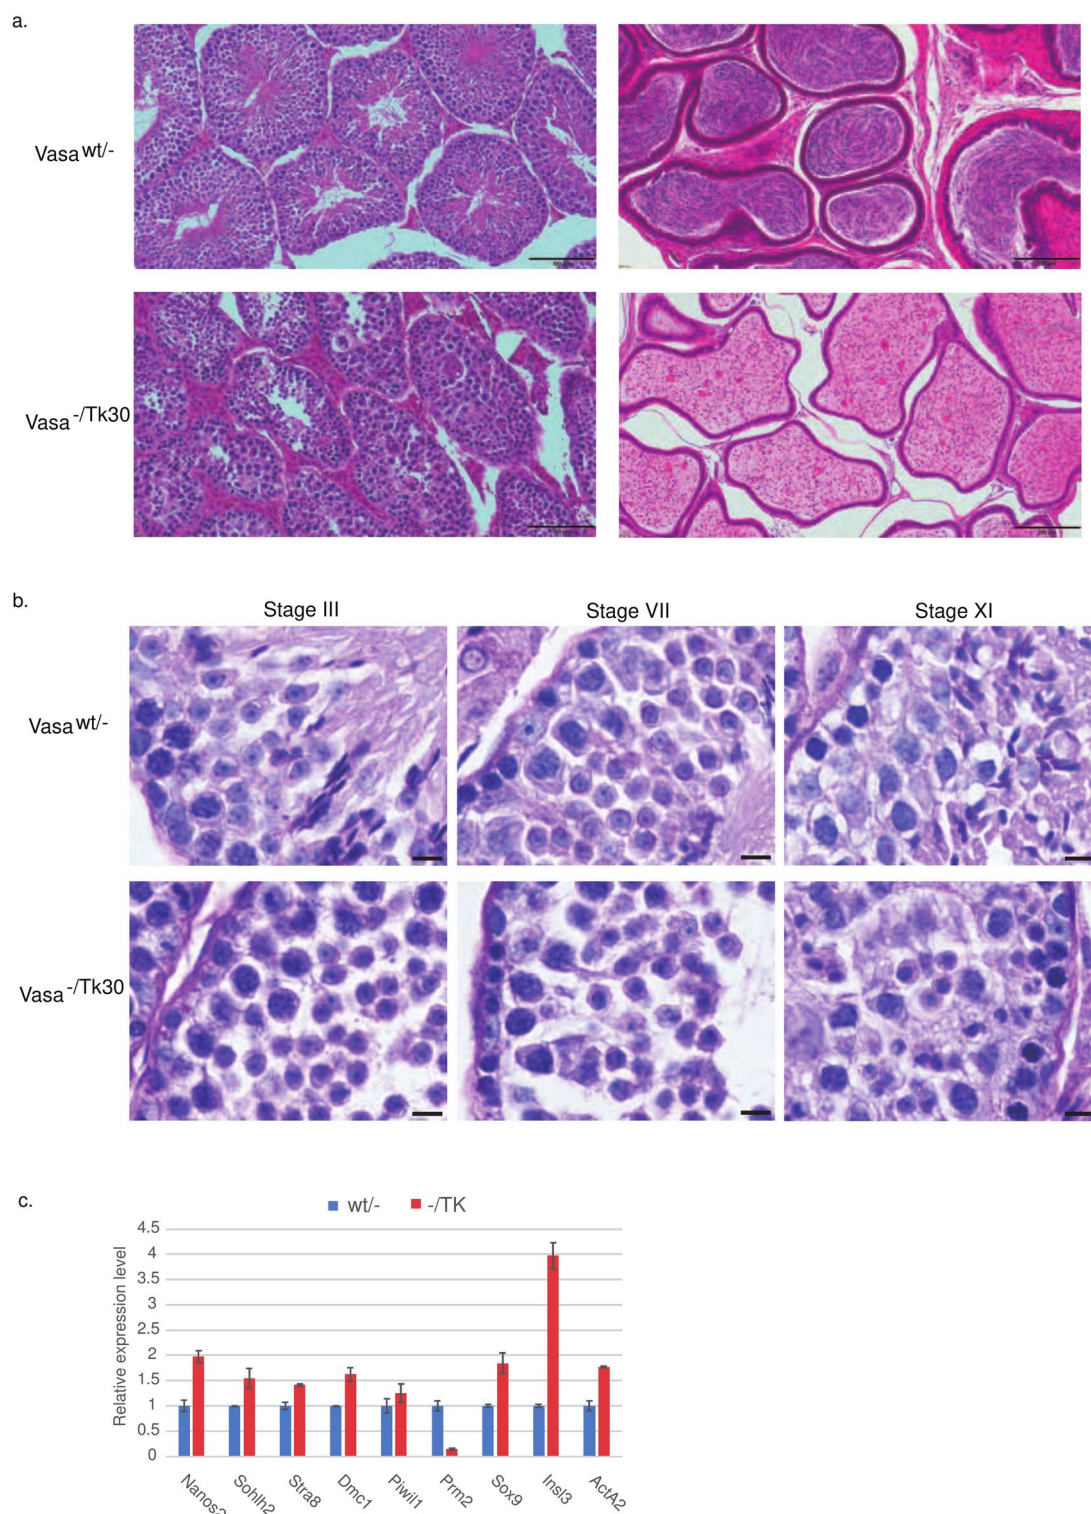 a.
Vasa wt/-
Vasa -/Tk30
b.
Stage III Stage VII Stage XI
Vasa wt/-
Vasa -/Tk30
c.
wt/- -/TK
Relative expression level
4.5
4
3.5
3
2.5
2
1.5
1
0.5
0
Nanos2 Sohlh2 Stra8 Dmc1 Piwil1 Prm2 Sox9 Insl3 ActA2